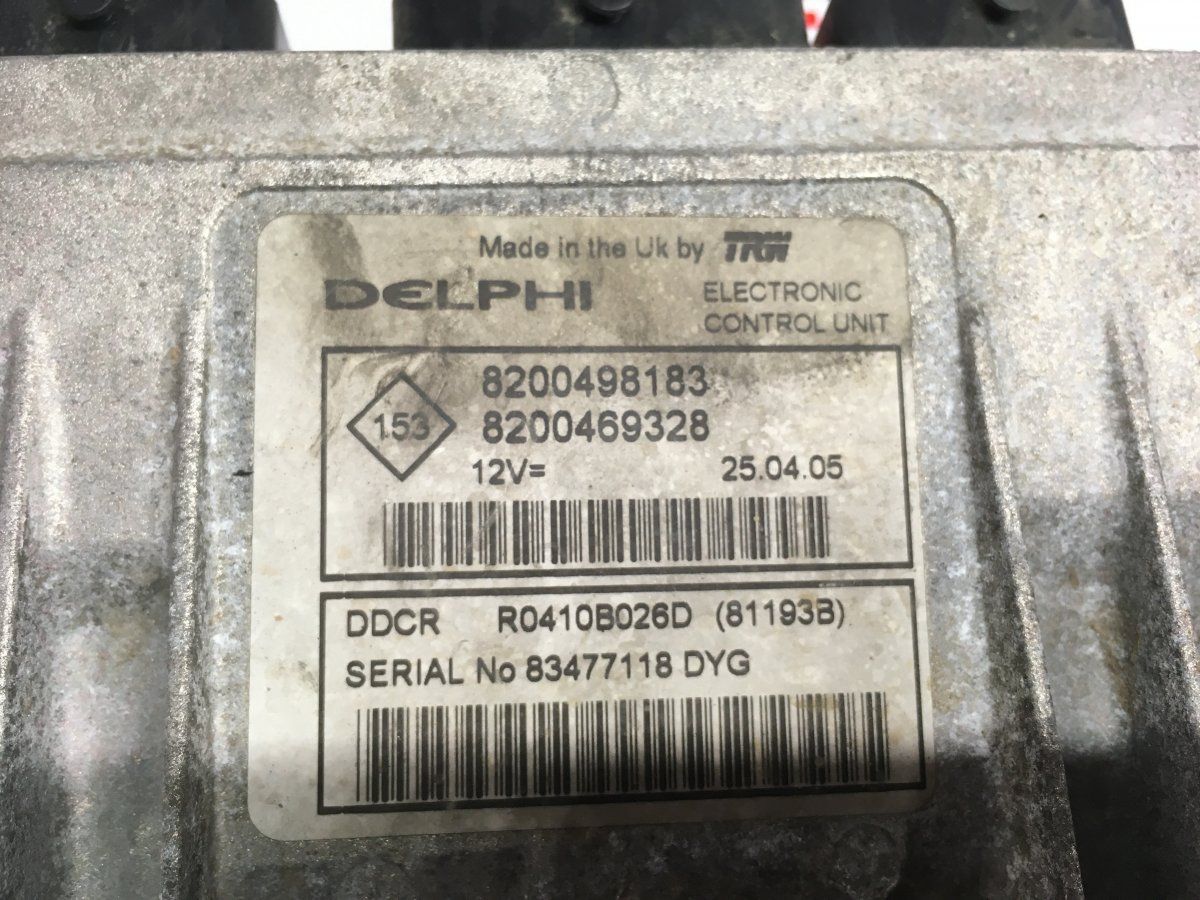 Made in the Uk by TRW
DELPHI
ELECTRONIC
CONTROL UNIT
153
8200498183
8200469328
12V=
25.04.05
DDCR R0410B026D (81193B)
SERIAL No 83477118 DYG